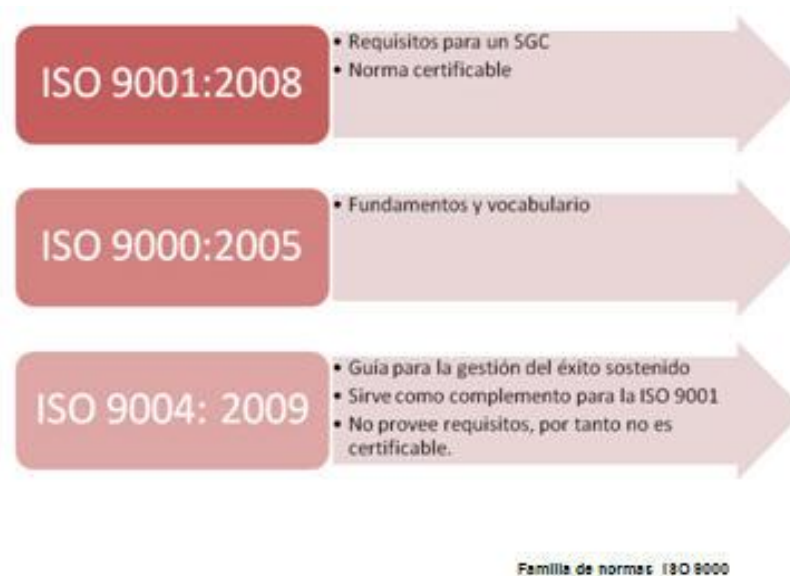 ISO 9001:2008
• Requisitos para un SGC
• Norma certificable
ISO 9000:2005
• Fundamentos y vocabulario
ISO 9004: 2009
• Guía para la gestión del éxito sostenido
• Sirve como complemento para la ISO 9001
• No provee requisitos, por tanto no es
certificable.
Familia de normas ISO 9000